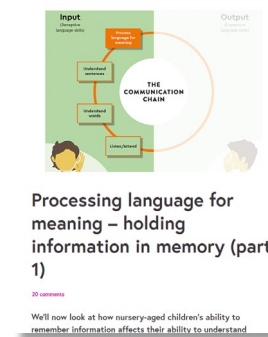 Input
(Receptive
language skills)
Output
(Expressive
language skills)
Process
language for
meaning
Understand
sentences
THE
COMMUNICATION
CHAIN
Understand
words
Listen/Attend
Processing language for
meaning – holding
information in memory (part
1)
20 comments
We'll now look at how nursery-aged children's ability to
remember information affects their ability to understand